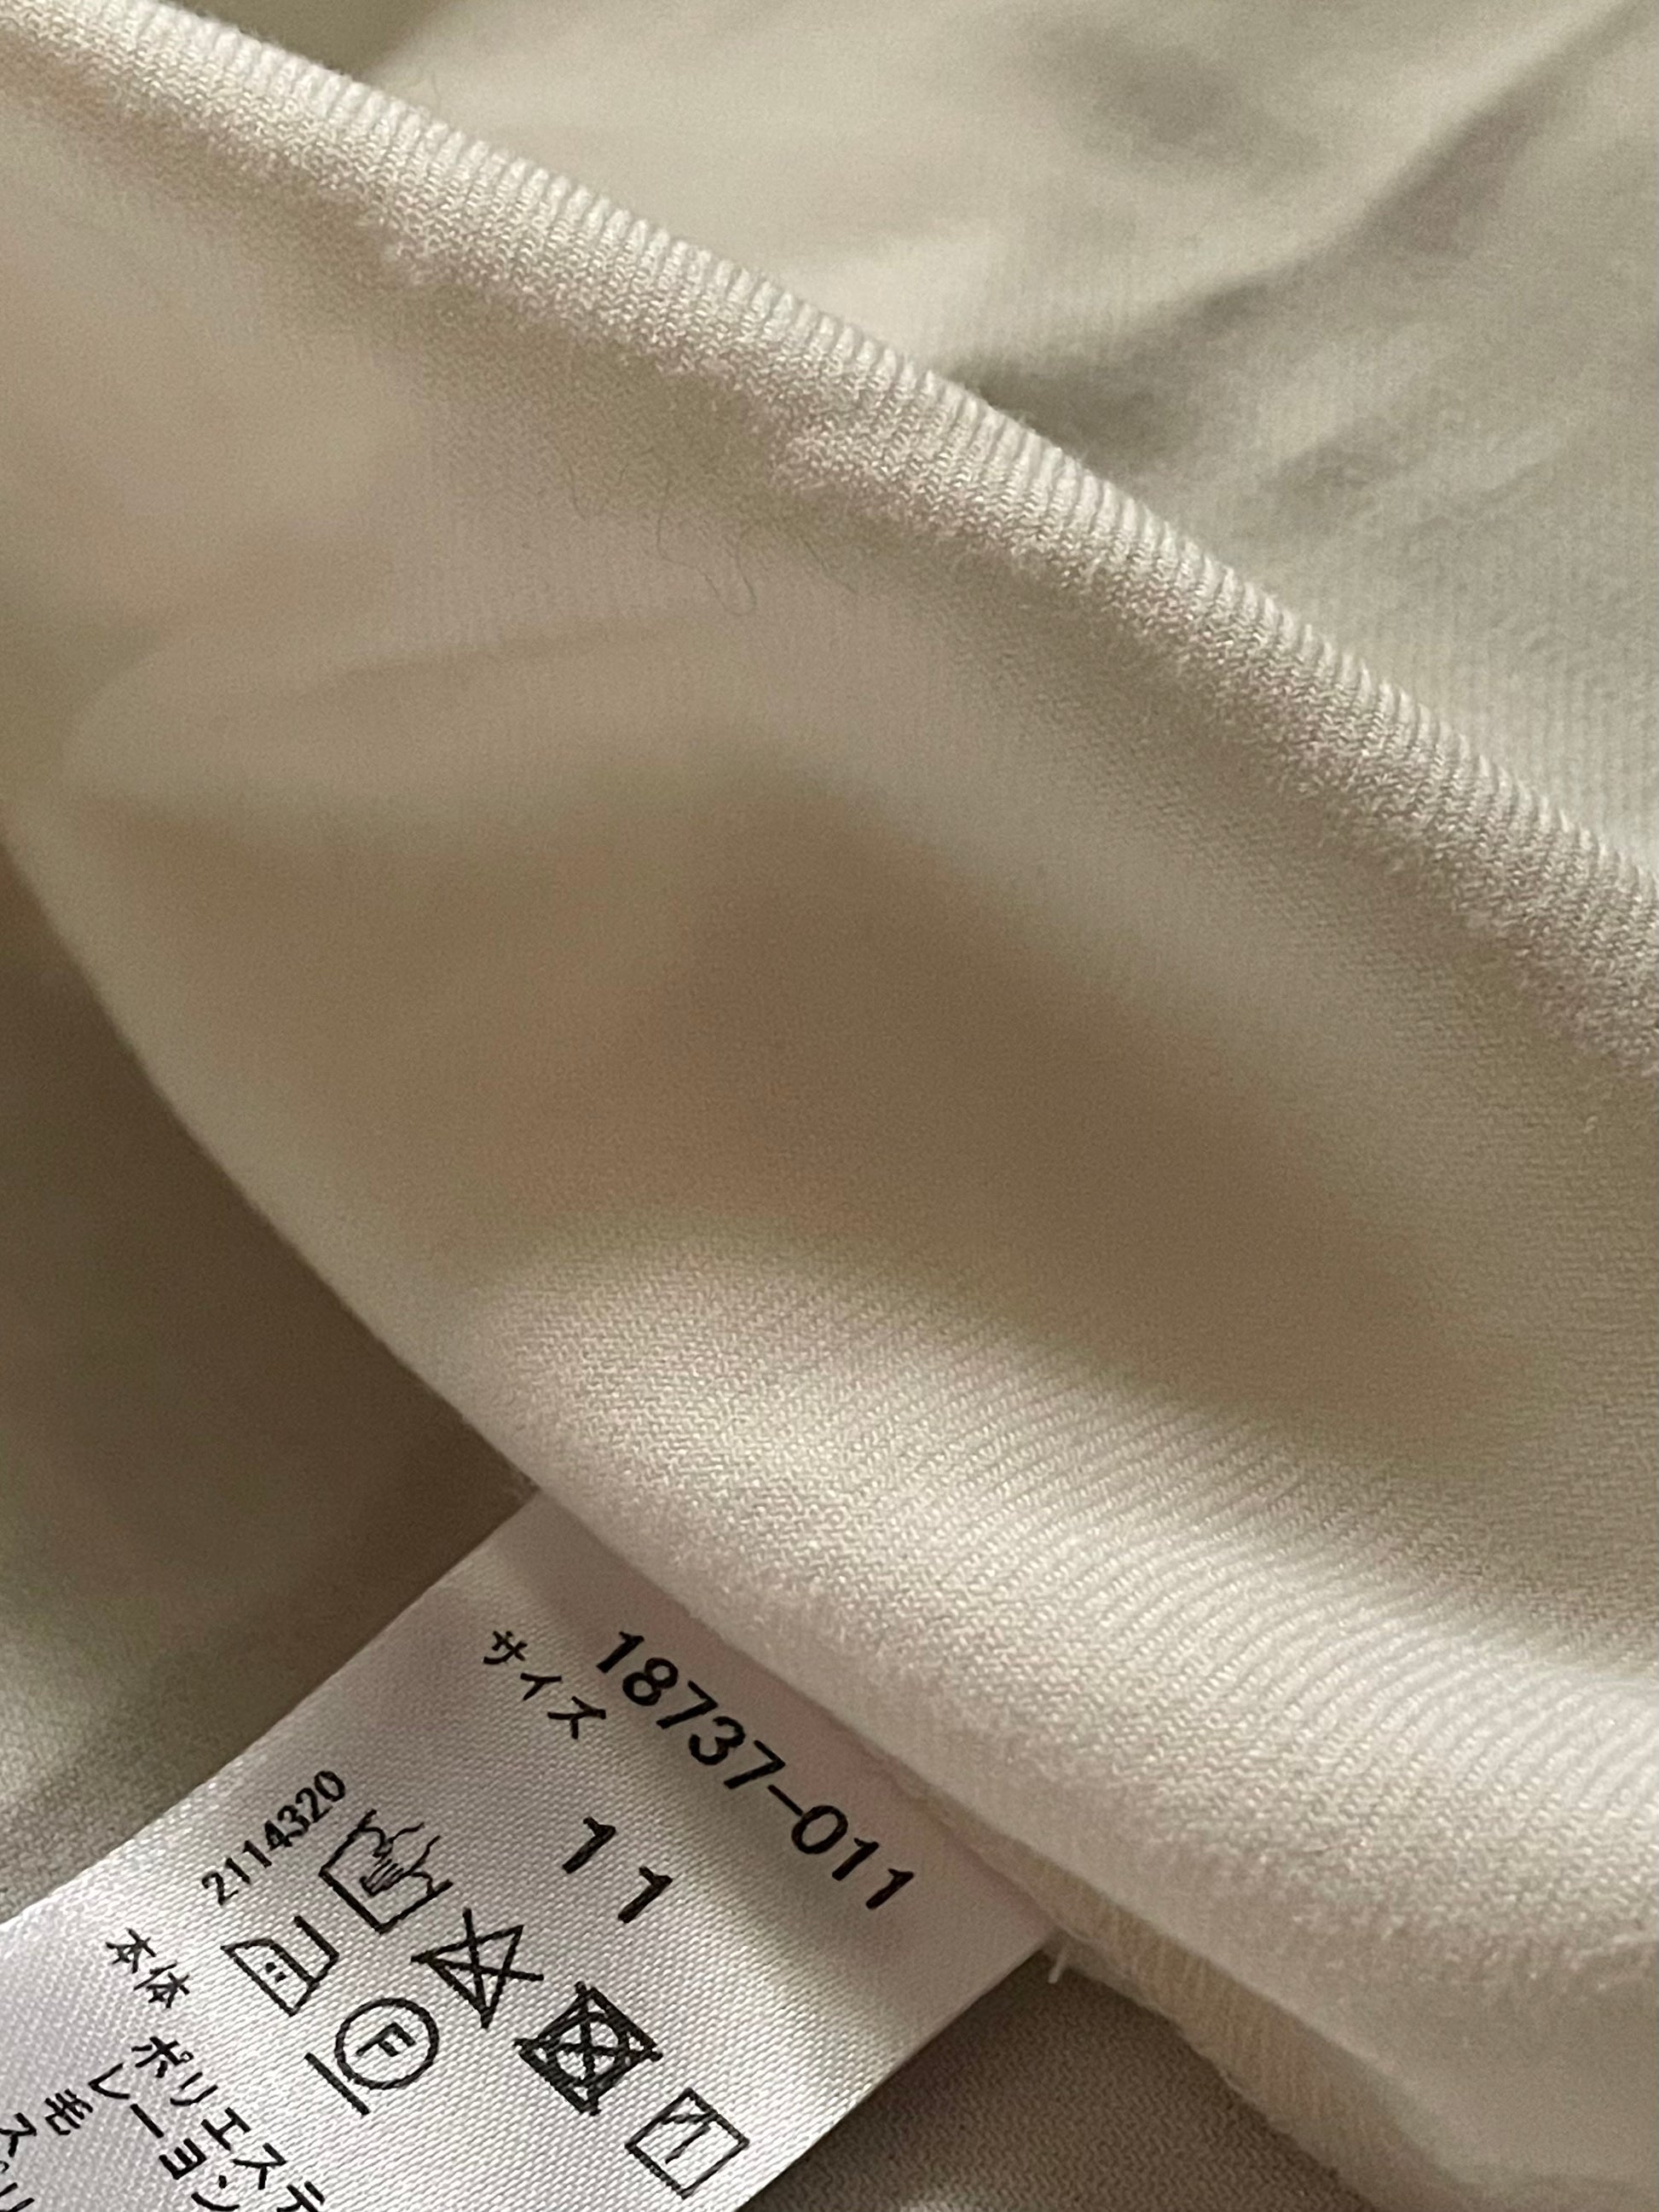 18737-011
サイズ
11
2114320
F
本体
ポリエステ
レーヨン
毛